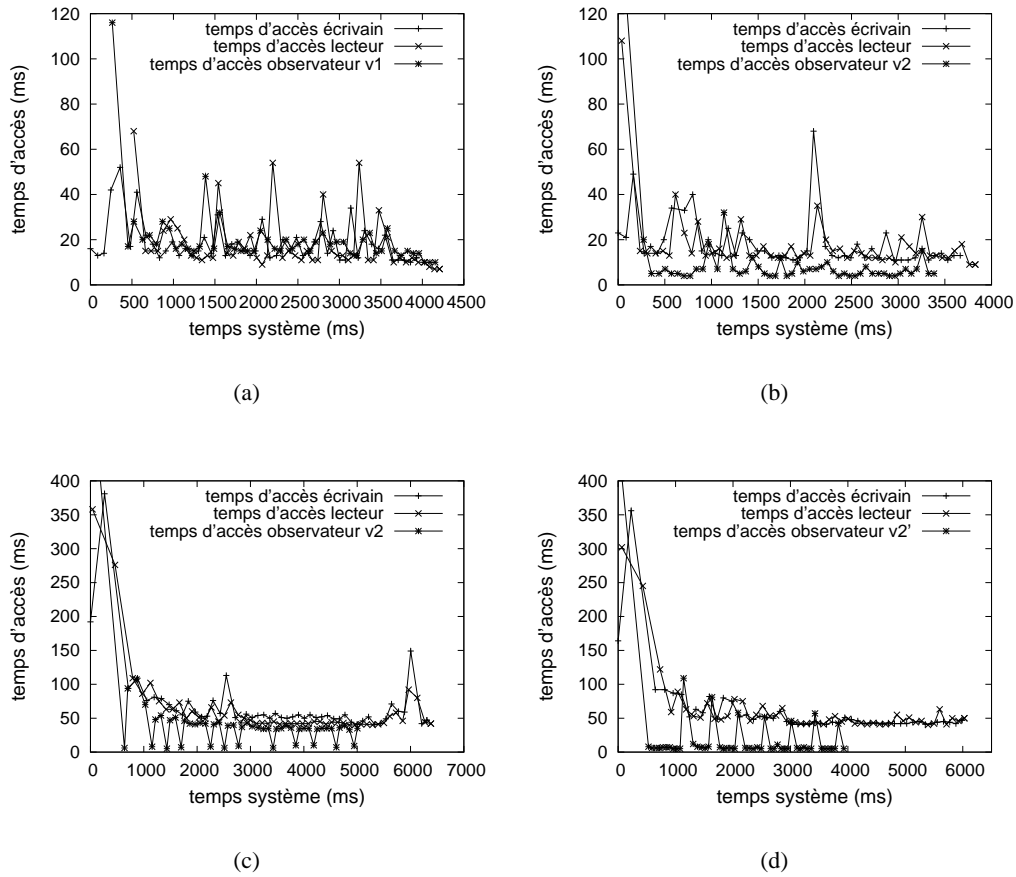 120
100
80
60
40
20
0
temps d'accès (ms)
temps d'accès écrivain
temps d'accès lecteur
temps d'accès observateur v1
0 500 1000 1500 2000 2500 3000 3500 4000 4500
temps système (ms)
(a)
120
100
80
60
40
20
0
temps d'accès (ms)
temps d'accès écrivain
temps d'accès lecteur
temps d'accès observateur v2
0 500 1000 1500 2000 2500 3000 3500 4000
temps système (ms)
(b)
400
350
300
250
200
150
100
50
0
temps d'accès (ms)
temps d'accès écrivain
temps d'accès lecteur
temps d'accès observateur v2
0 1000 2000 3000 4000 5000 6000 7000
temps système (ms)
(c)
400
350
300
250
200
150
100
50
0
temps d'accès (ms)
temps d'accès écrivain
temps d'accès lecteur
temps d'accès observateur v2'
0 1000 2000 3000 4000 5000 6000
temps système (ms)
(d)